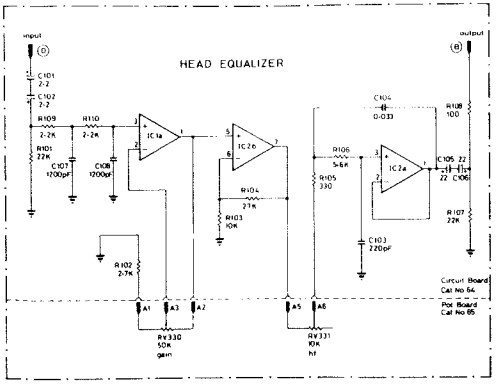 input
output
D
B
HEAD EQUALIZER
C101
2·2
C102
2·2
R109
2·2K
R110
2·2K
R101
22K
C107
1200pF
C108
1200pF
3
+
2
-
IC1a
1
5
+
6
-
IC2b
7
R104
27K
R103
10K
R102
2·7K
C104
0·033
R106
5·6K
R105
330
3
+
2
-
IC2a
1
C103
220pF
C105
22
22
C106
R108
100
R107
22K
Circuit Board
Cat No 64
Pot Board
Cat No 65
A1
A3
A2
A5
A6
RV330
50K
gain
RV331
10K
hf